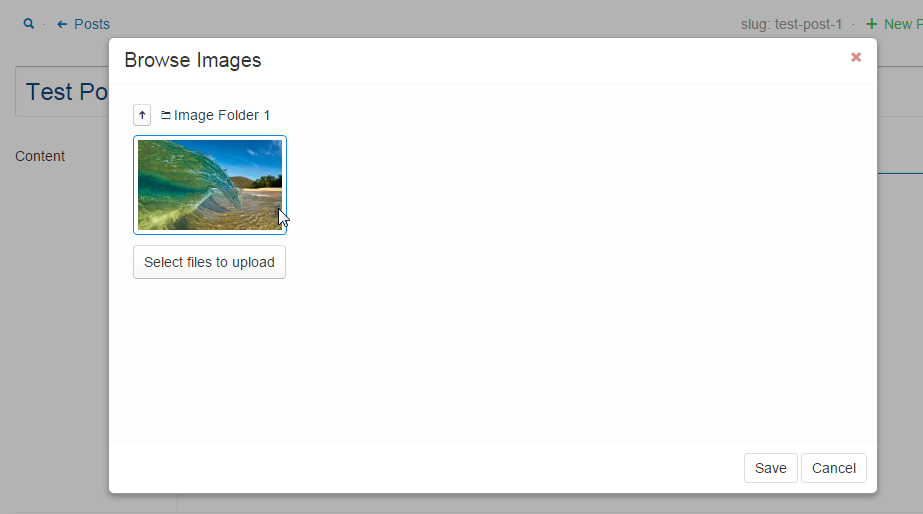 Posts
slug: test-post-1 · New
Browse Images
Test Po
Image Folder 1
Content
Select files to upload
Save Cancel